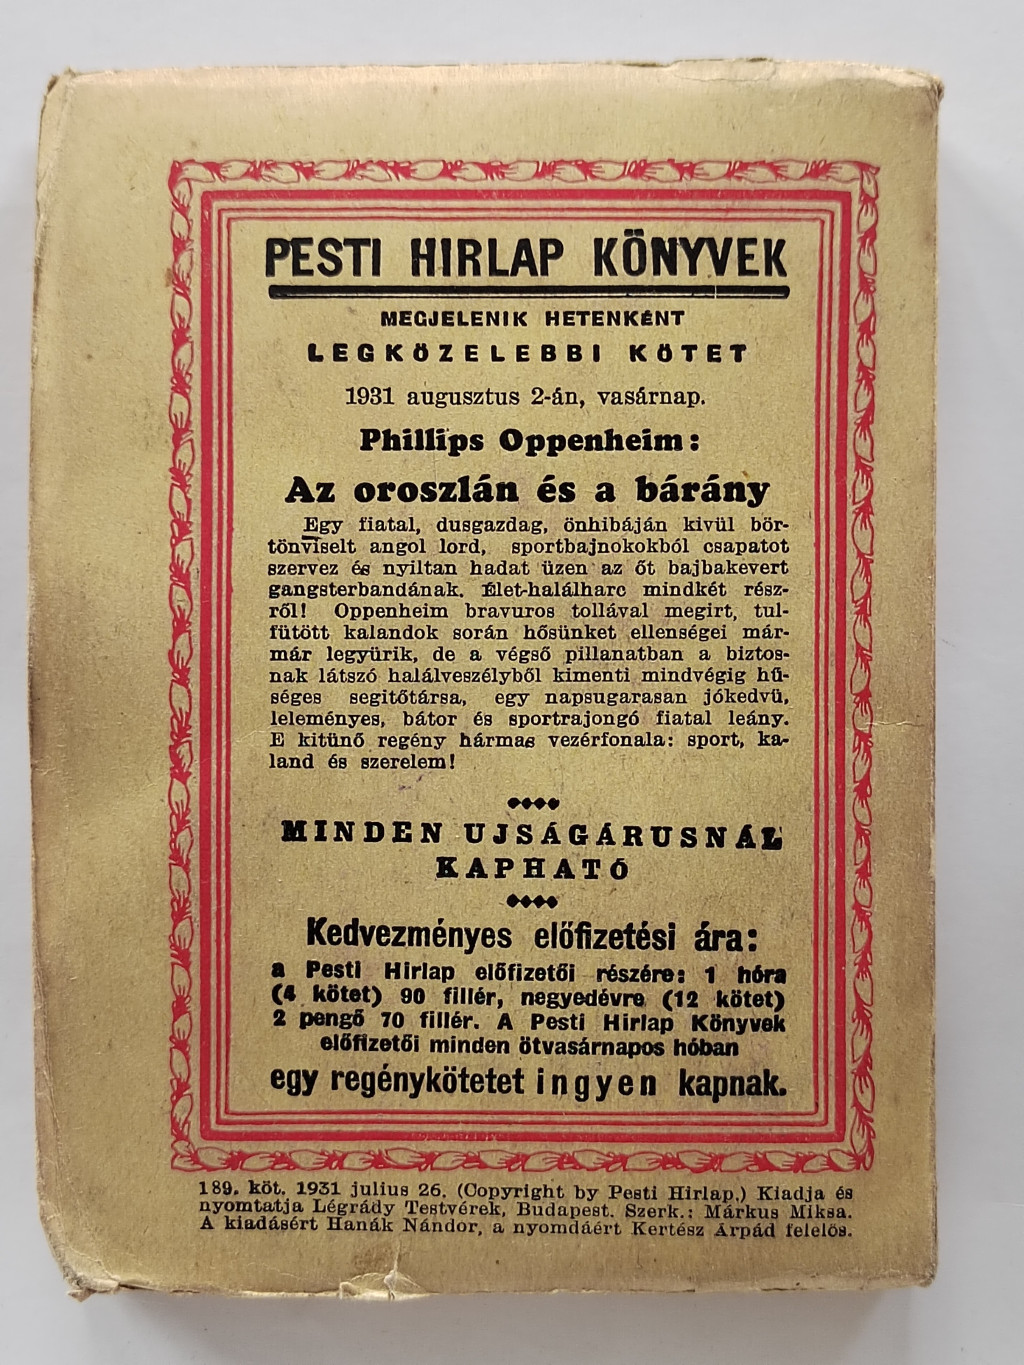 PESTI HIRLAP KÖNYVEK
MEGJELENIK HETENKÉNT
LEGKÖZELEBBI KÖTET
1931 augusztus 2-án, vasárnap.
Phillips Oppenheim:
Az oroszlán és a bárány
Egy fiatal, dusgazdag, önhibáján kivül bör-
tönviselt angol lord, sportbajnokokból csapatot
szervez és nyiltan hadat üzen az őt bajbakevert
gangsterbandának. Élet-halálharc mindkét rész-
ről! Oppenheim bravuros tollával megirt, tul-
fütött kalandok során hősünket ellenségei már-
már legyürik, de a végső pillanatban a biztos-
nak látszó halálveszélyből kimenti mindvégig hű-
séges segitőtársa, egy napsugarasan jókedvü,
leleményes, bátor és sportrajongó fiatal leány.
E kitünő regény hármas vezérfonala: sport, ka-
land és szerelem!
MINDEN UJSÁGÁRUSNÁL
KAPHATÓ
Kedvezményes előfizetési ára:
a Pesti Hirlap előfizetői részére: 1 hóra
(4 kötet) 90 fillér, negyedévre (12 kötet)
2 pengő 70 fillér. A Pesti Hirlap Könyvek
előfizetői minden ötvasárnapos hóban
egy regénykötetet ingyen kapnak.
189. köt. 1931 julius 26. (Copyright by Pesti Hirlap.) Kiadja és
nyomtatja Légrády Testvérek, Budapest. Szerk.: Márkus Miksa.
A kiadásért Hanák Nándor, a nyomdáért Kertész Árpád felelős.